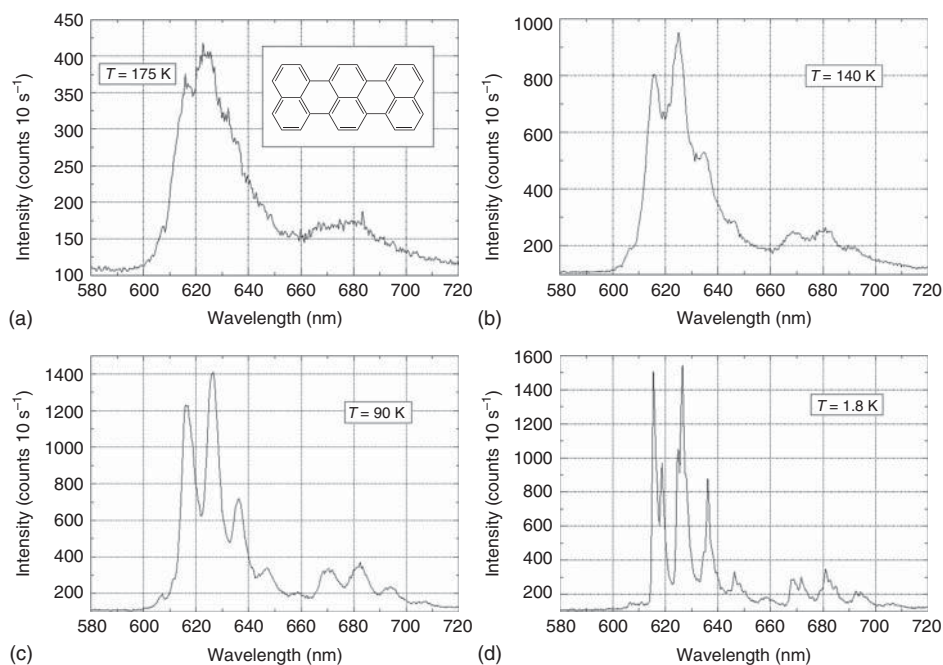 450
400
350
300
250
200
150
100
Intensity (counts 10 s⁻¹)
T = 175 K
580 600 620 640 660 680 700 720
Wavelength (nm)
(a)
1000
800
600
400
200
Intensity (counts 10 s⁻¹)
T = 140 K
580 600 620 640 660 680 700 720
Wavelength (nm)
(b)
1400
1200
1000
800
600
400
200
Intensity (counts 10 s⁻¹)
T = 90 K
580 600 620 640 660 680 700 720
Wavelength (nm)
(c)
1600
1400
1200
1000
800
600
400
200
Intensity (counts 10 s⁻¹)
T = 1.8 K
580 600 620 640 660 680 700 720
Wavelength (nm)
(d)